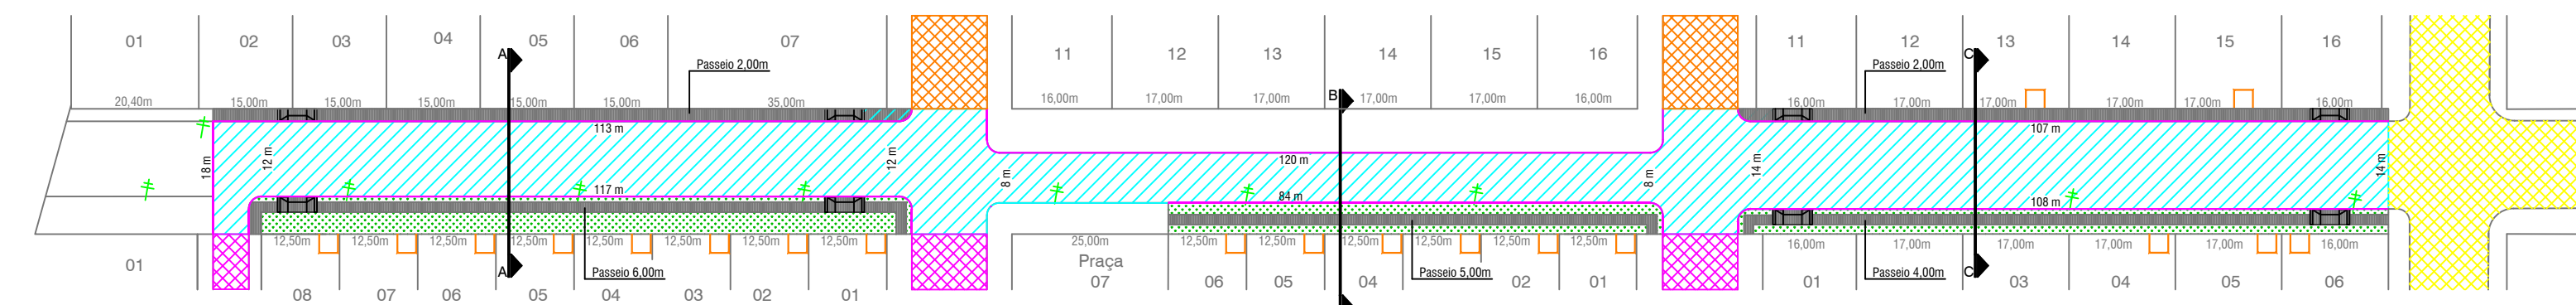 01 02 03 04 05 06 07
A
Passeio 2,00m
20,40m 15,00m 15,00m 15,00m 15,00m 15,00m 35,00m
113 m
18 m
12 m
12 m
117 m
12,50m 12,50m 12,50m 12,50m 12,50m 12,50m 12,50m 12,50m
A
Passeio 6,00m
01 08 07 06 05 04 03 02 01
11 12 13 14 15 16
B
16,00m 17,00m 17,00m 17,00m 17,00m 16,00m
120 m
8 m
8 m
84 m
25,00m 12,50m 12,50m 12,50m 12,50m 12,50m 12,50m
Praça
07 06 05 04 02 01
Passeio 5,00m
11 12 13 14 15 16
C
Passeio 2,00m
16,00m 17,00m 17,00m 17,00m 17,00m 16,00m
107 m
14 m
14 m
108 m
16,00m 17,00m 17,00m 17,00m 17,00m 16,00m
C
Passeio 4,00m
01 03 04 05 06